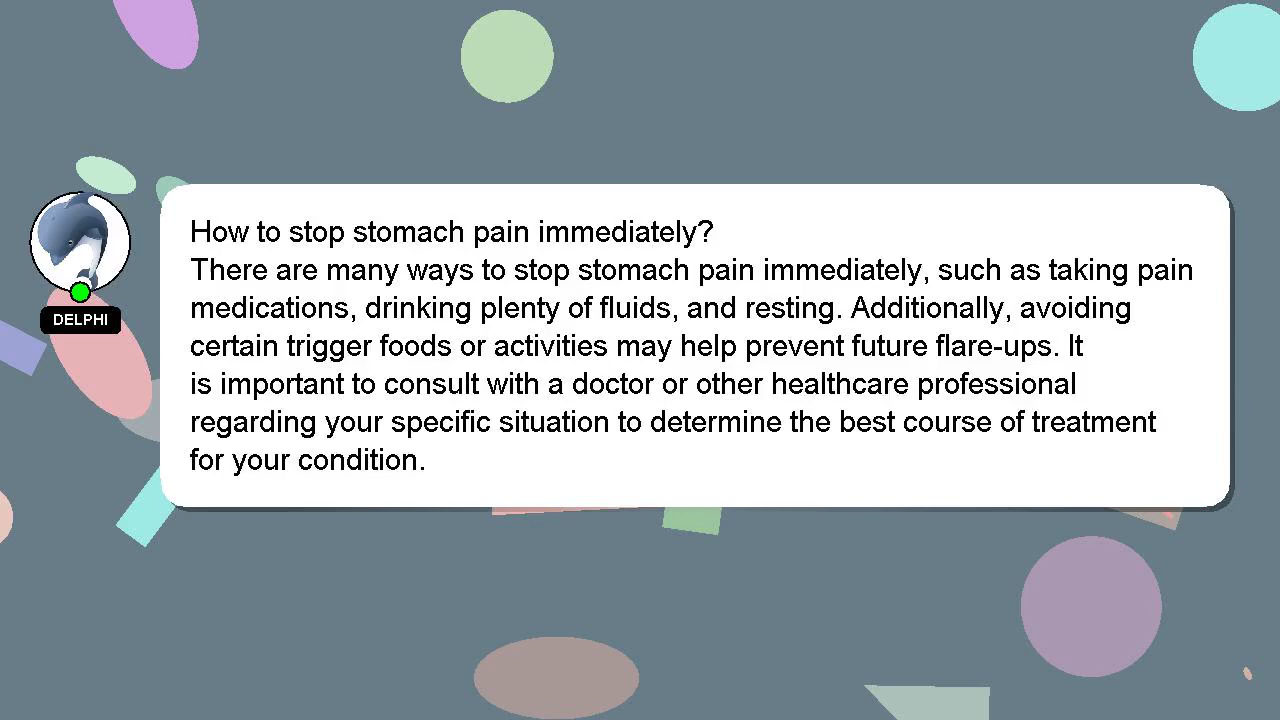 How to stop stomach pain immediately?
There are many ways to stop stomach pain immediately, such as taking pain
medications, drinking plenty of fluids, and resting. Additionally, avoiding
certain trigger foods or activities may help prevent future flare-ups. It
is important to consult with a doctor or other healthcare professional
regarding your specific situation to determine the best course of treatment
for your condition.
DELPHI